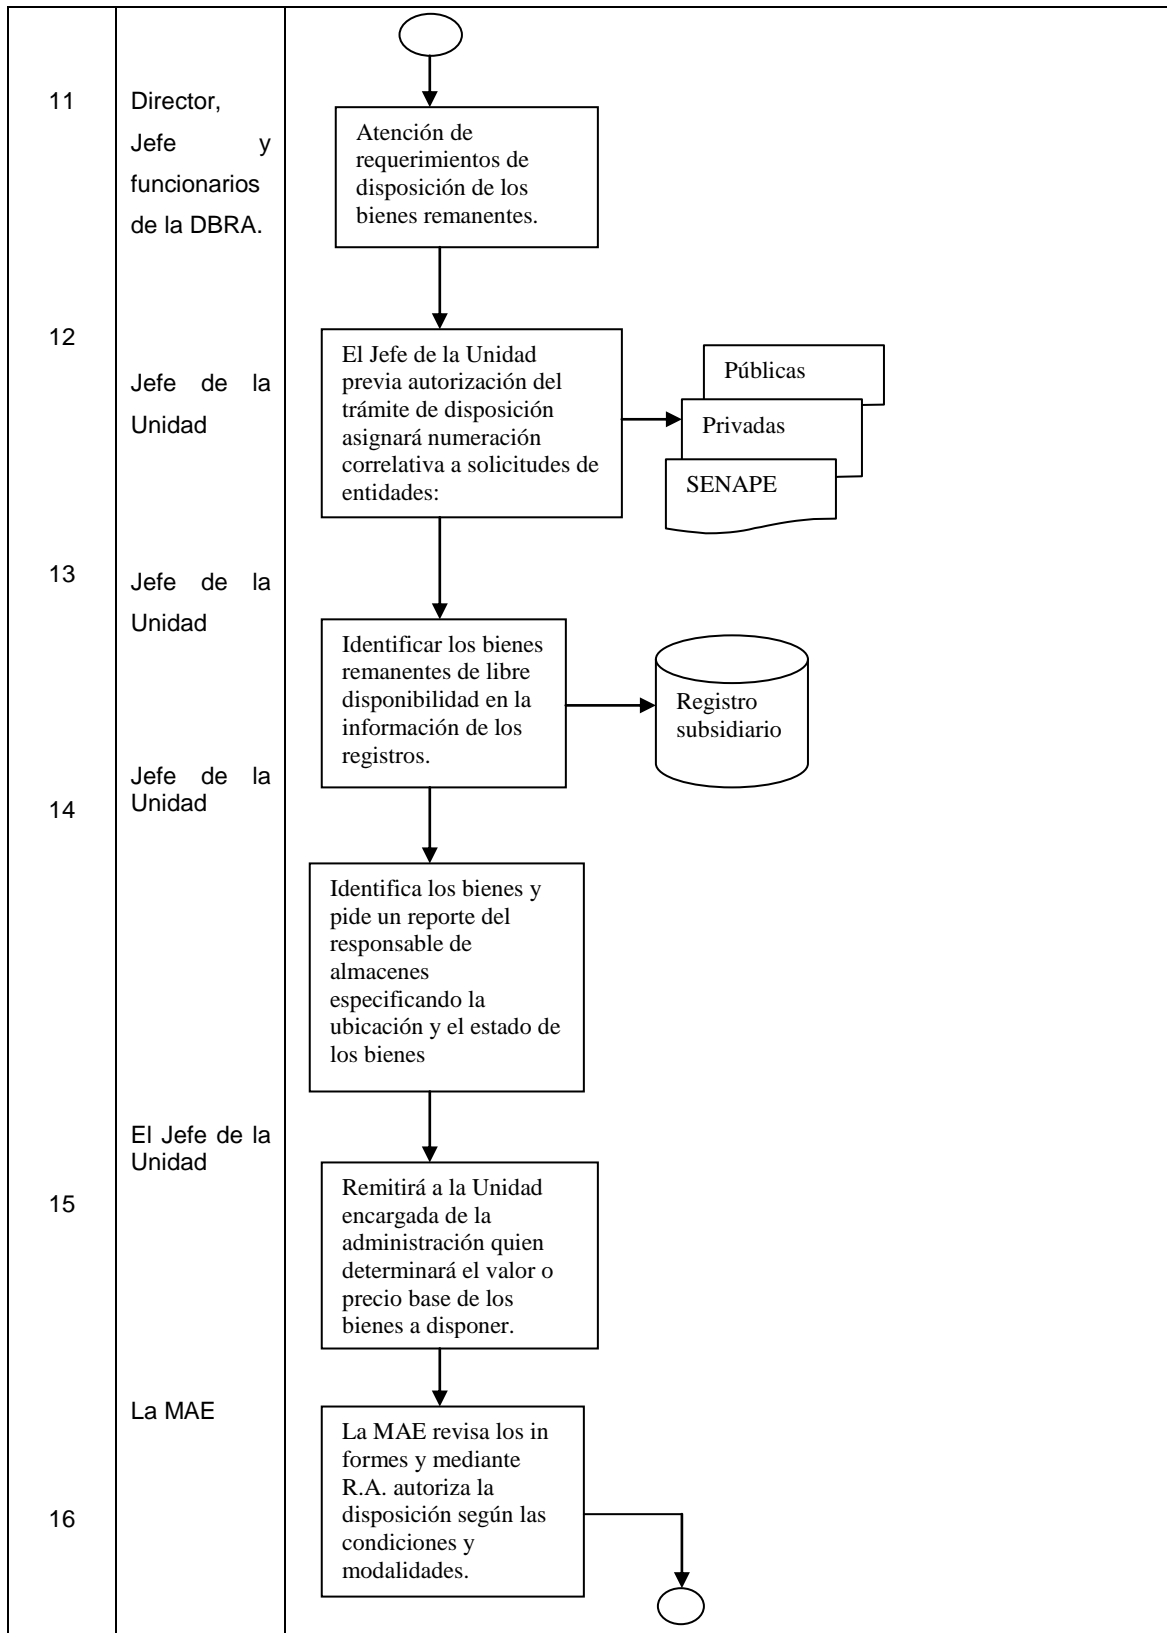 11
Director,
Jefe y
funcionarios
de la DBRA.
Atención de
requerimientos de
disposición de los
bienes remanentes.
12
Jefe de la
Unidad
El Jefe de la Unidad
previa autorización del
trámite de disposición
asignará numeración
correlativa a solicitudes de
entidades:
Públicas
Privadas
SENAPE
13
Jefe de la
Unidad
Identificar los bienes
remanentes de libre
disponibilidad en la
información de los
registros.
Registro
subsidiario
14
Jefe de la
Unidad
Identifica los bienes y
pide un reporte del
responsable de
almacenes
especificando la
ubicación y el estado de
los bienes
15
El Jefe de la
Unidad
Remitirá a la Unidad
encargada de la
administración quien
determinará el valor o
precio base de los
bienes a disponer.
16
La MAE
La MAE revisa los in
formes y mediante
R.A. autoriza la
disposición según las
condiciones y
modalidades.